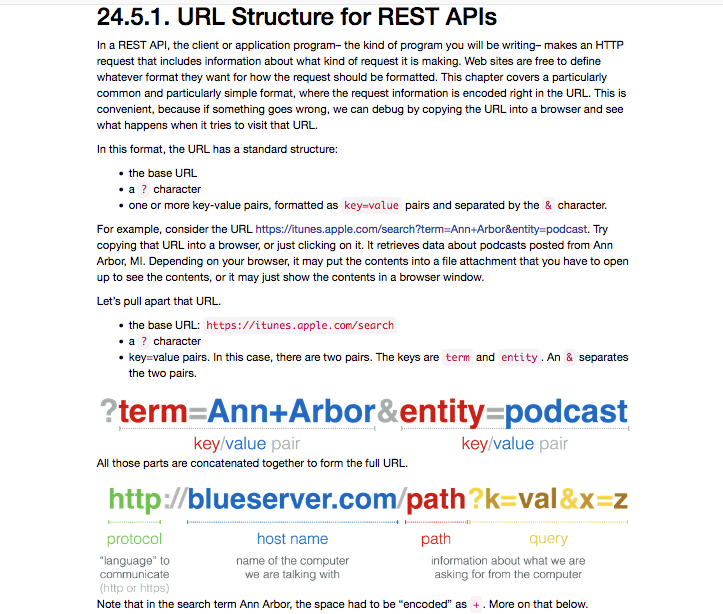 24.5.1. URL Structure for REST APIs
In a REST API, the client or application program– the kind of program you will be writing– makes an HTTP
request that includes information about what kind of request it is making. Web sites are free to define
whatever format they want for how the request should be formatted. This chapter covers a particularly
common and particularly simple format, where the request information is encoded right in the URL. This is
convenient, because if something goes wrong, we can debug by copying the URL into a browser and see
what happens when it tries to visit that URL.
In this format, the URL has a standard structure:
• the base URL
• a ? character
• one or more key-value pairs, formatted as key=value pairs and separated by the & character.
For example, consider the URL https://itunes.apple.com/search?term=Ann+Arbor&entity=podcast. Try
copying that URL into a browser, or just clicking on it. It retrieves data about podcasts posted from Ann
Arbor, MI. Depending on your browser, it may put the contents into a file attachment that you have to open
up to see the contents, or it may just show the contents in a browser window.
Let's pull apart that URL.
• the base URL: https://itunes.apple.com/search
• a ? character
• key=value pairs. In this case, there are two pairs. The keys are term and entity . An & separates
the two pairs.
?term=Ann+Arbor&entity=podcast
key/value pair key/value pair
All those parts are concatenated together to form the full URL.
http://blueserver.com/path?k=val&x=z
protocol host name path query
"language" to name of the computer information about what we are
communicate we are talking with asking for from the computer
(http or https)
Note that in the search term Ann Arbor, the space had to be "encoded" as + . More on that below.